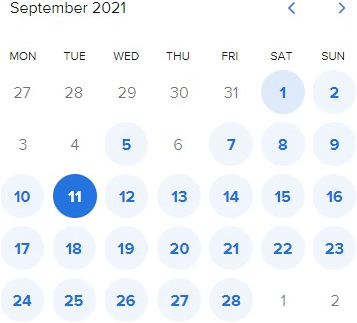 September 2021
MON TUE WED THU FRI SAT SUN
27 28 29 30 31 1 2
3 4 5 6 7 8 9
10 11 12 13 14 15 16
17 18 19 20 21 22 23
24 25 26 27 28 1 2